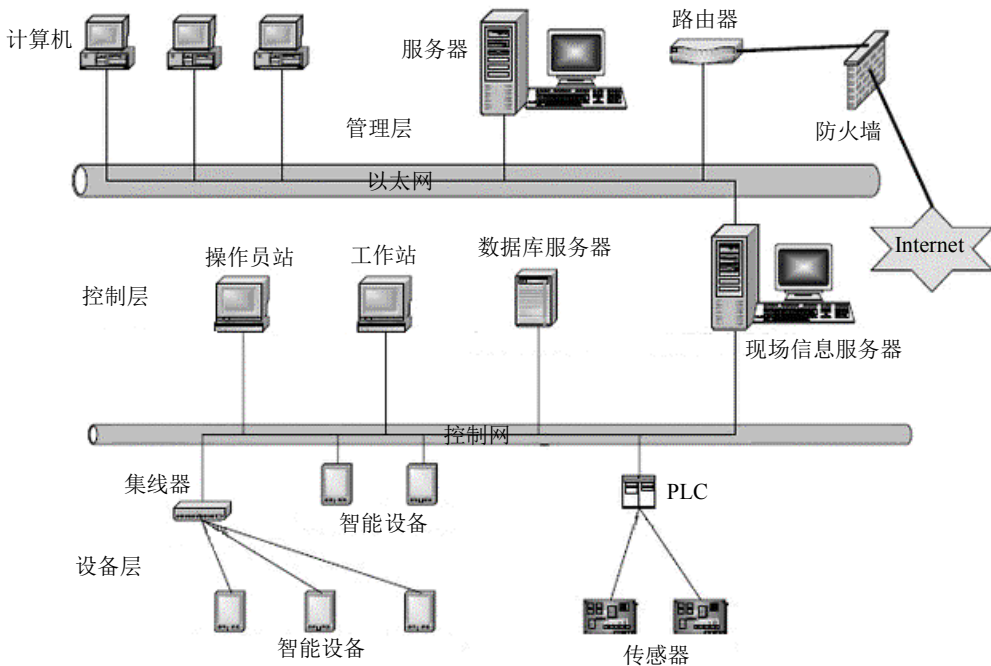 计算机
服务器
路由器
管理层
防火墙
以太网
Internet
操作员站
工作站
数据库服务器
控制层
现场信息服务器
控制网
集线器
智能设备
PLC
设备层
智能设备
传感器